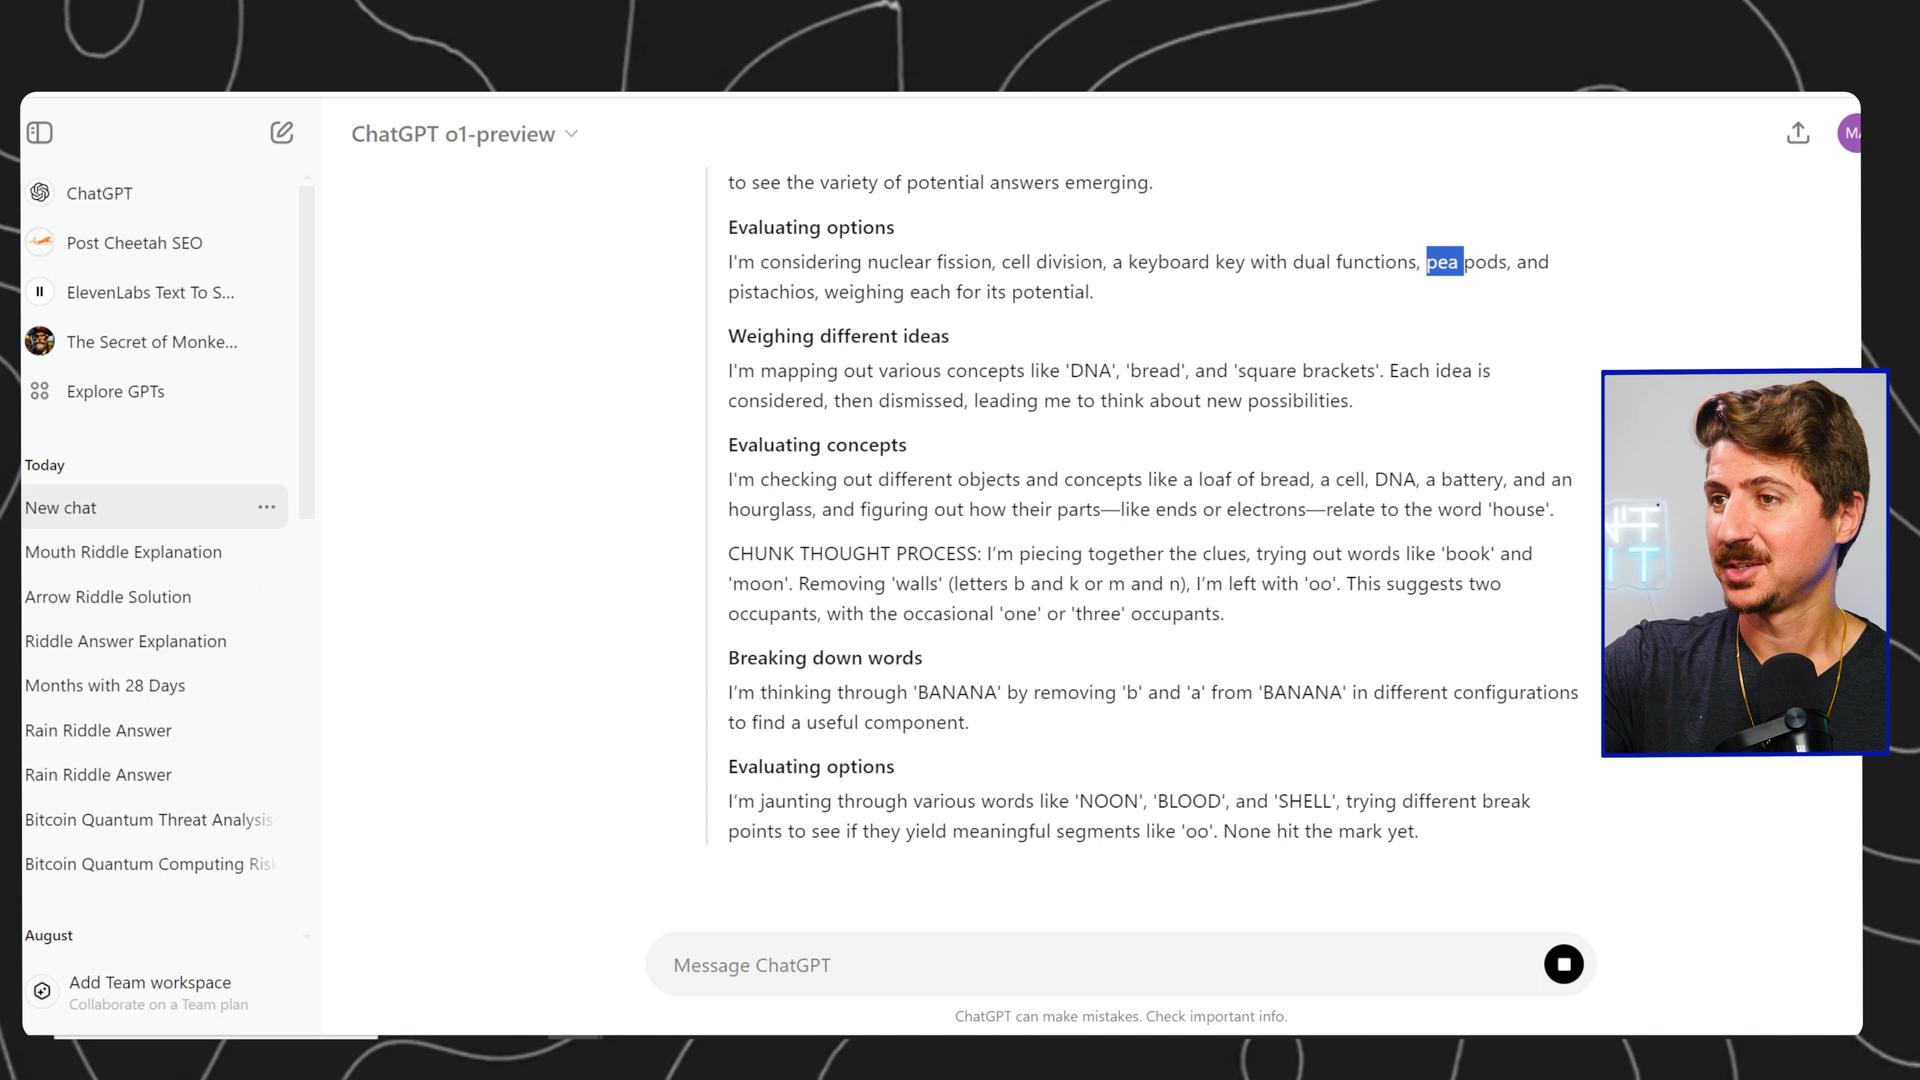 ChatGPT o1-preview
MA
ChatGPT
Post Cheetah SEO
ElevenLabs Text To S...
The Secret of Monke...
Explore GPTs
Today
New chat
Mouth Riddle Explanation
Arrow Riddle Solution
Riddle Answer Explanation
Months with 28 Days
Rain Riddle Answer
Rain Riddle Answer
Bitcoin Quantum Threat Analysis
Bitcoin Quantum Computing Risk
August
Add Team workspace
Collaborate on a Team plan
to see the variety of potential answers emerging.
Evaluating options
I'm considering nuclear fission, cell division, a keyboard key with dual functions, pea pods, and
pistachios, weighing each for its potential.
Weighing different ideas
I'm mapping out various concepts like 'DNA', 'bread', and 'square brackets'. Each idea is
considered, then dismissed, leading me to think about new possibilities.
Evaluating concepts
I'm checking out different objects and concepts like a loaf of bread, a cell, DNA, a battery, and an
hourglass, and figuring out how their parts—like ends or electrons—relate to the word 'house'.
CHUNK THOUGHT PROCESS: I’m piecing together the clues, trying out words like 'book' and
'moon'. Removing 'walls' (letters b and k or m and n), I’m left with 'oo'. This suggests two
occupants, with the occasional 'one' or 'three' occupants.
Breaking down words
I’m thinking through 'BANANA' by removing 'b' and 'a' from 'BANANA' in different configurations
to find a useful component.
Evaluating options
I’m jaunting through various words like 'NOON', 'BLOOD', and 'SHELL', trying different break
points to see if they yield meaningful segments like 'oo'. None hit the mark yet.
Message ChatGPT
ChatGPT can make mistakes. Check important info.